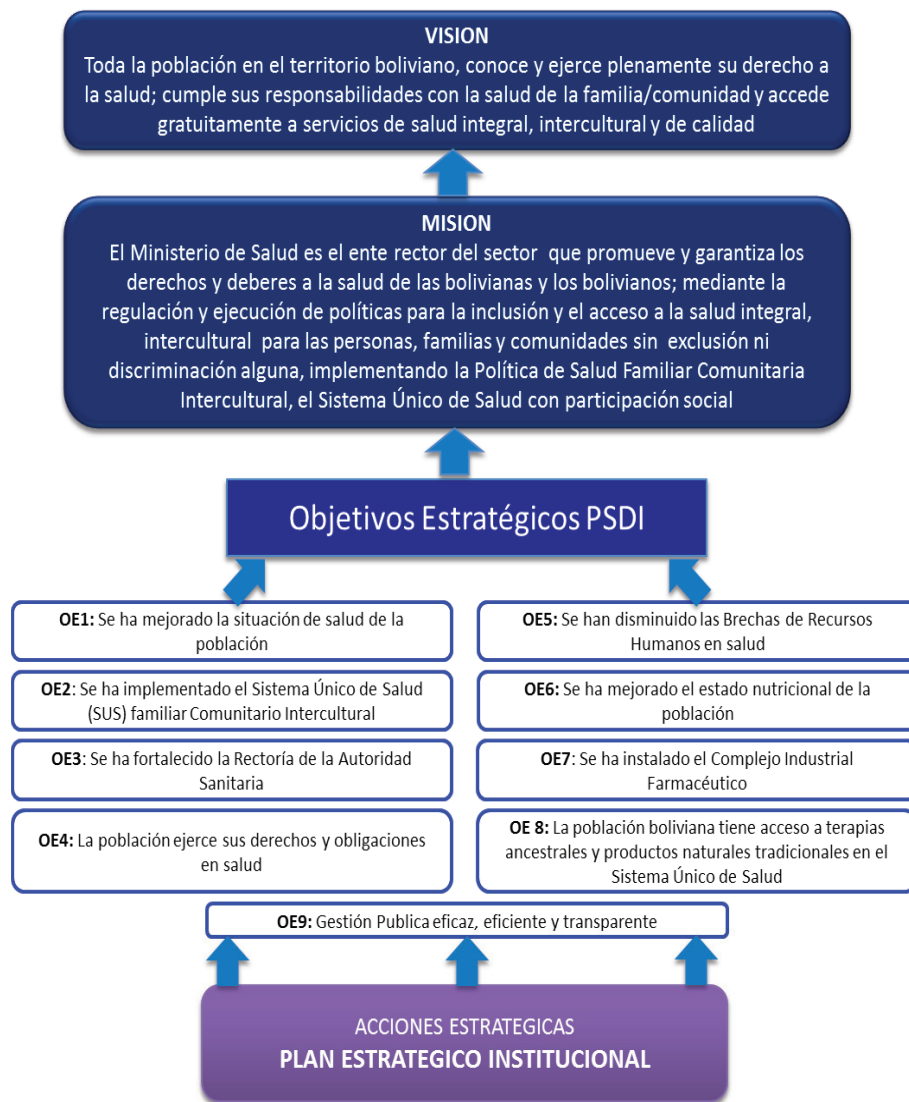 VISION
Toda la población en el territorio boliviano, conoce y ejerce plenamente su derecho a
la salud; cumple sus responsabilidades con la salud de la familia/comunidad y accede
gratuitamente a servicios de salud integral, intercultural y de calidad
MISION
El Ministerio de Salud es el ente rector del sector que promueve y garantiza los
derechos y deberes a la salud de las bolivianas y los bolivianos; mediante la
regulación y ejecución de políticas para la inclusión y el acceso a la salud integral,
intercultural para las personas, familias y comunidades sin exclusión ni
discriminación alguna, implementando la Política de Salud Familiar Comunitaria
Intercultural, el Sistema Único de Salud con participación social
Objetivos Estratégicos PSDI
OE1: Se ha mejorado la situación de salud de la
población
OE2: Se ha implementado el Sistema Único de Salud
(SUS) familiar Comunitario Intercultural
OE3: Se ha fortalecido la Rectoría de la Autoridad
Sanitaria
OE4: La población ejerce sus derechos y obligaciones
en salud
OE5: Se han disminuido las Brechas de Recursos
Humanos en salud
OE6: Se ha mejorado el estado nutricional de la
población
OE7: Se ha instalado el Complejo Industrial
Farmacéutico
OE 8: La población boliviana tiene acceso a terapias
ancestrales y productos naturales tradicionales en el
Sistema Único de Salud
OE9: Gestión Publica eficaz, eficiente y transparente
ACCIONES ESTRATEGICAS
PLAN ESTRATEGICO INSTITUCIONAL